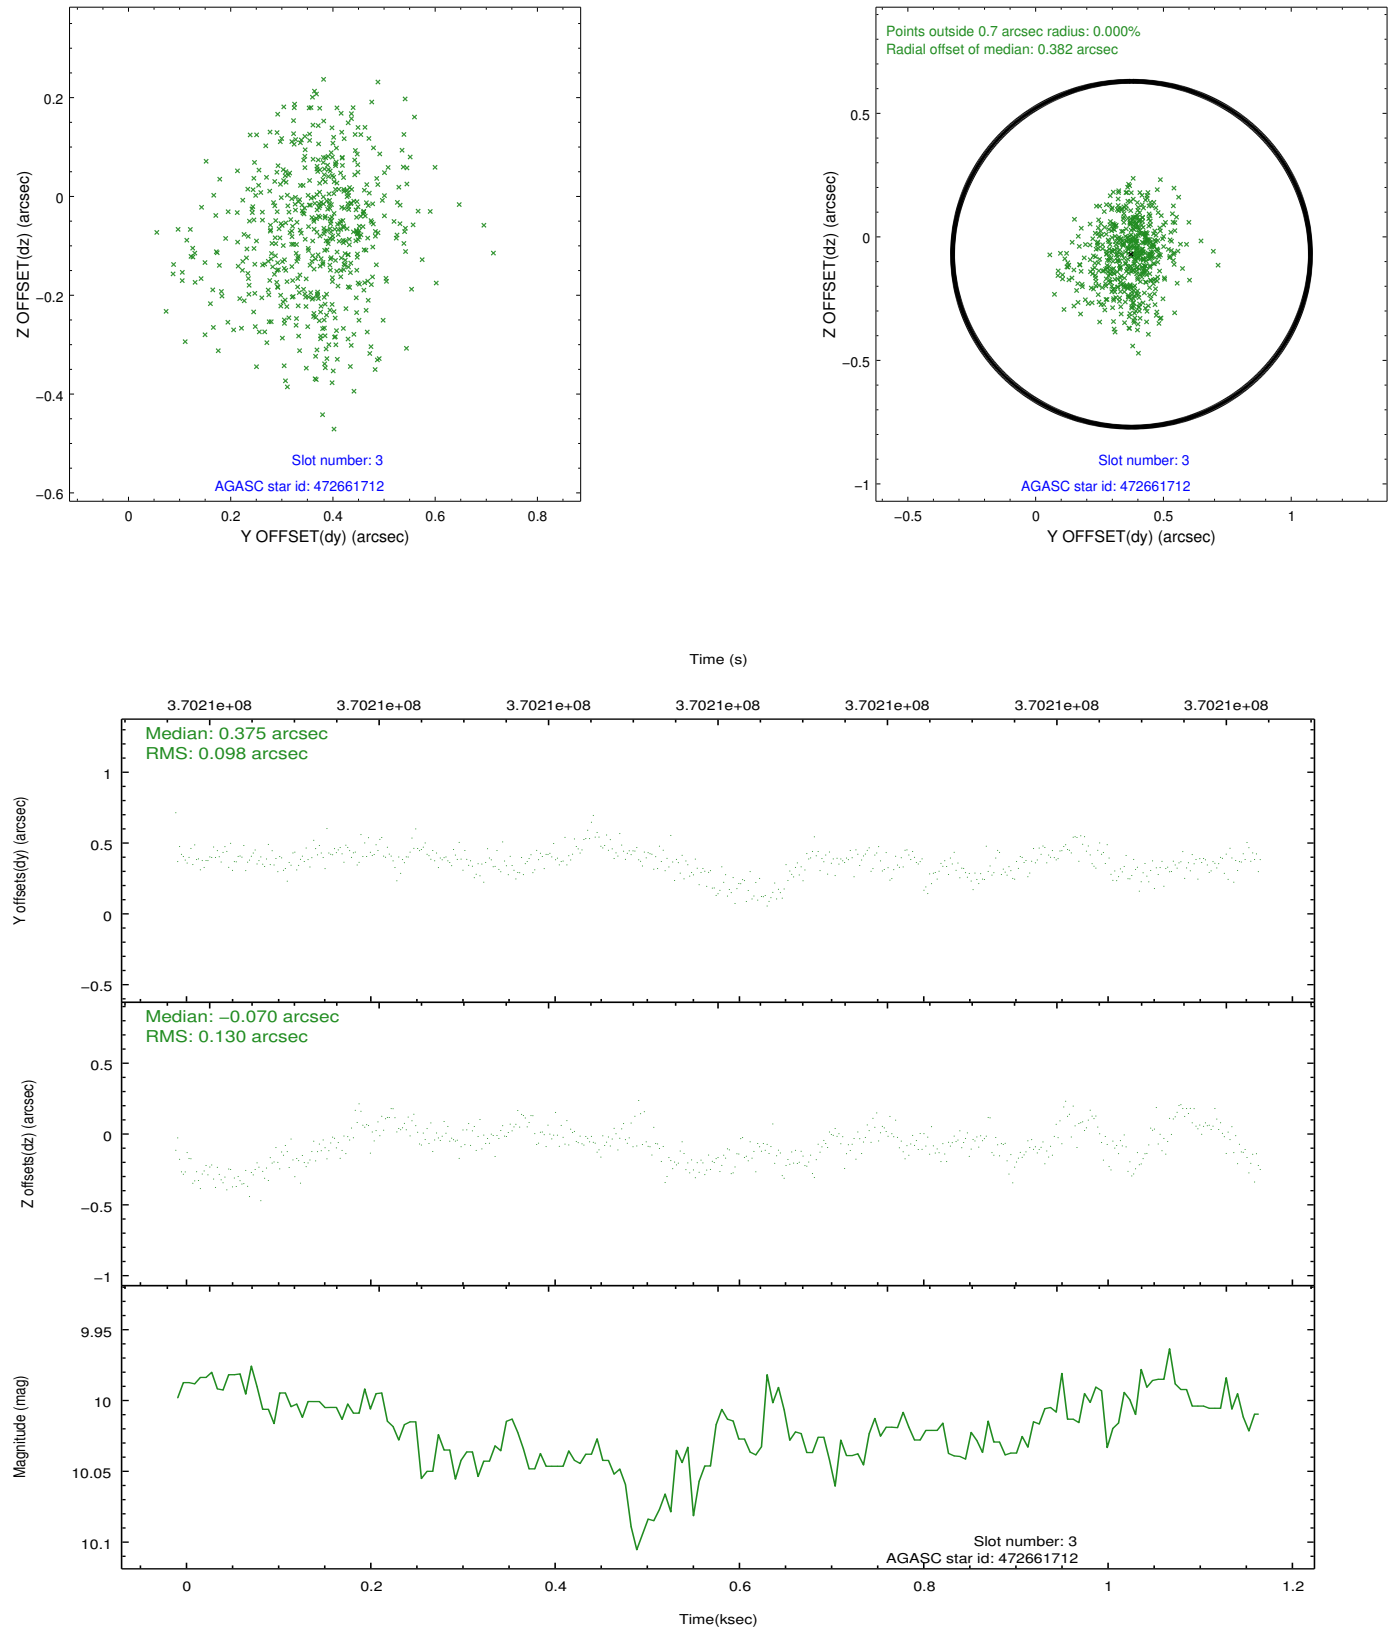 0.2
0
−0.2
−0.4
−0.6
Z OFFSET(dz) (arcsec)
Slot number: 3
AGASC star id: 472661712
0
0.2
0.4
0.6
0.8
Y OFFSET(dy) (arcsec)
Points outside 0.7 arcsec radius: 0.000%
Radial offset of median: 0.382 arcsec
0.5
0
−0.5
−1
Z OFFSET(dz) (arcsec)
Slot number: 3
AGASC star id: 472661712
−0.5
0
0.5
1
Y OFFSET(dy) (arcsec)
Time (s)
3.7021e+08
3.7021e+08
3.7021e+08
3.7021e+08
3.7021e+08
3.7021e+08
3.7021e+08
Median: 0.375 arcsec
RMS: 0.098 arcsec
1
0.5
0
−0.5
Y offsets(dy) (arcsec)
Median: −0.070 arcsec
RMS: 0.130 arcsec
0.5
0
−0.5
−1
Z offsets(dz) (arcsec)
9.95
10
10.05
10.1
Magnitude (mag)
Slot number: 3
AGASC star id: 472661712
0
0.2
0.4
0.6
0.8
1
1.2
Time(ksec)